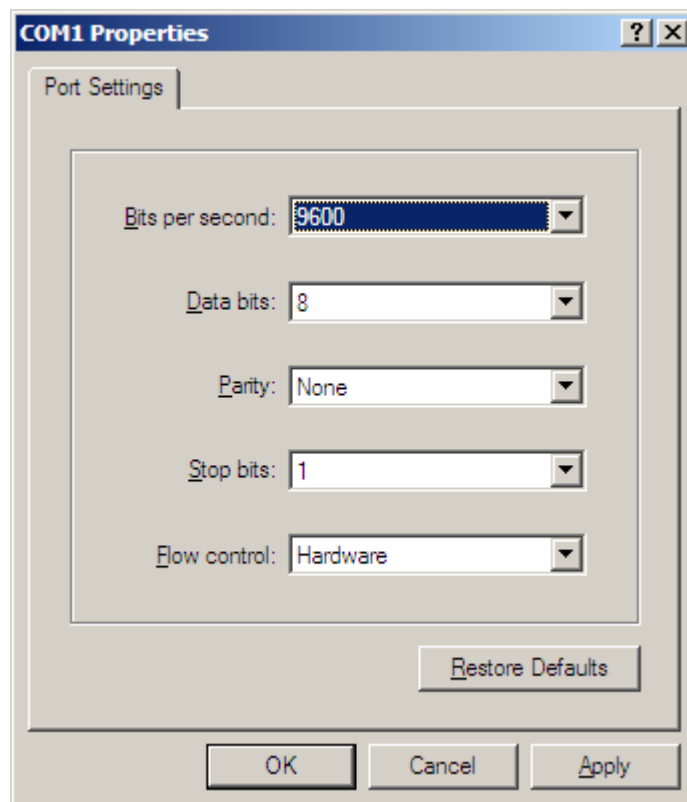 COM1 Properties
Port Settings
Bits per second: 9600
Data bits: 8
Parity: None
Stop bits: 1
Flow control: Hardware
Restore Defaults
OK Cancel Apply